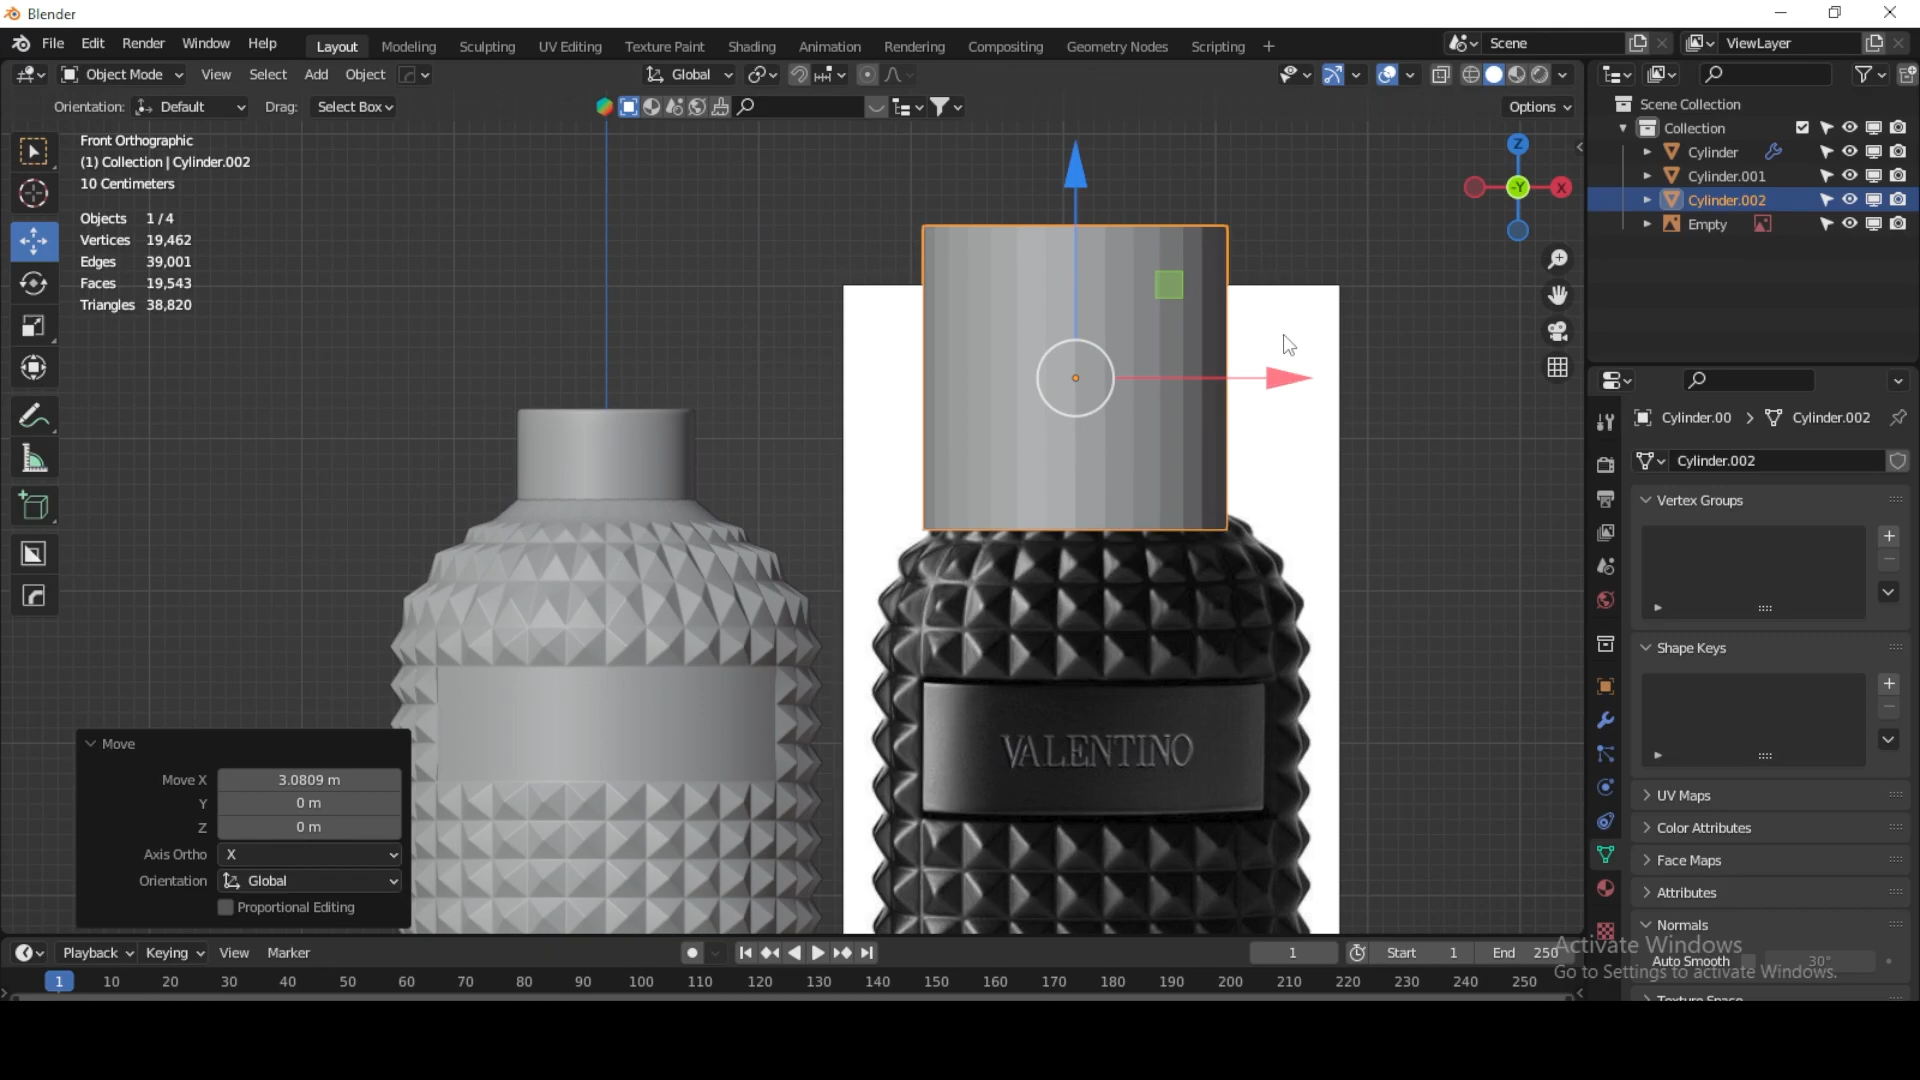 Blender
File Edit Render Window Help Layout Modeling Sculpting UV Editing Texture Paint Shading Animation Rendering Compositing Geometry Nodes Scripting + Scene ViewLayer
Object Mode View Select Add Object Global
Orientation: Default Drag: Select Box Options
Front Orthographic
(1) Collection | Cylinder.002
10 Centimeters
Objects 1/4
Vertices 19,462
Edges 39,001
Faces 19,543
Triangles 38,820
Z
-Y X
VALENTINO
Move
Move X 3.0809 m
Y 0 m
Z 0 m
Axis Ortho X
Orientation Global
Proportional Editing
Scene Collection
Collection
Cylinder
Cylinder.001
Cylinder.002
Empty
Cylinder.00 > Cylinder.002
Cylinder.002
Vertex Groups
Shape Keys
UV Maps
Color Attributes
Face Maps
Attributes
Normals
Auto Smooth 30°
Texture Space
Activate Windows
Go to Settings to activate Windows.
Playback Keying View Marker 1 Start 1 End 250
1 10 20 30 40 50 60 70 80 90 100 110 120 130 140 150 160 170 180 190 200 210 220 230 240 250